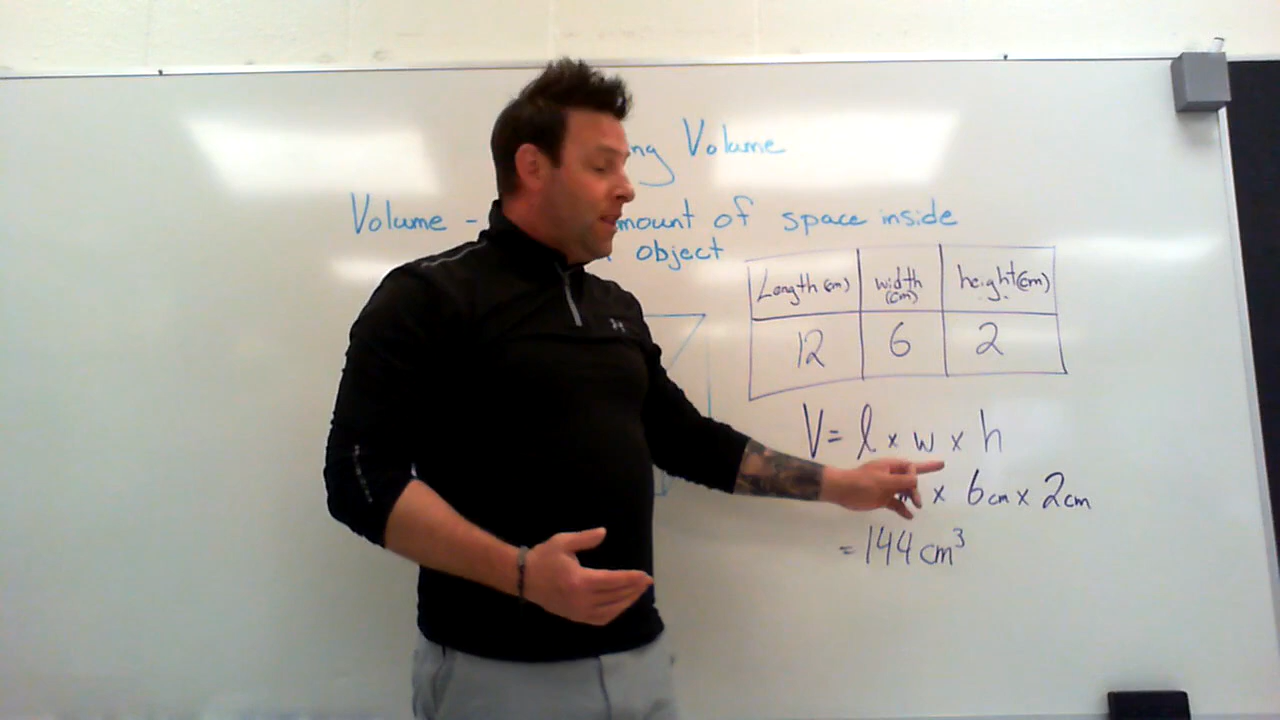 ng Volume
Volume - mount of space inside
object
Length (cm) width (cm) height (cm)
12 6 2
V = l x w x h
x 6cm x 2cm
= 144 cm³